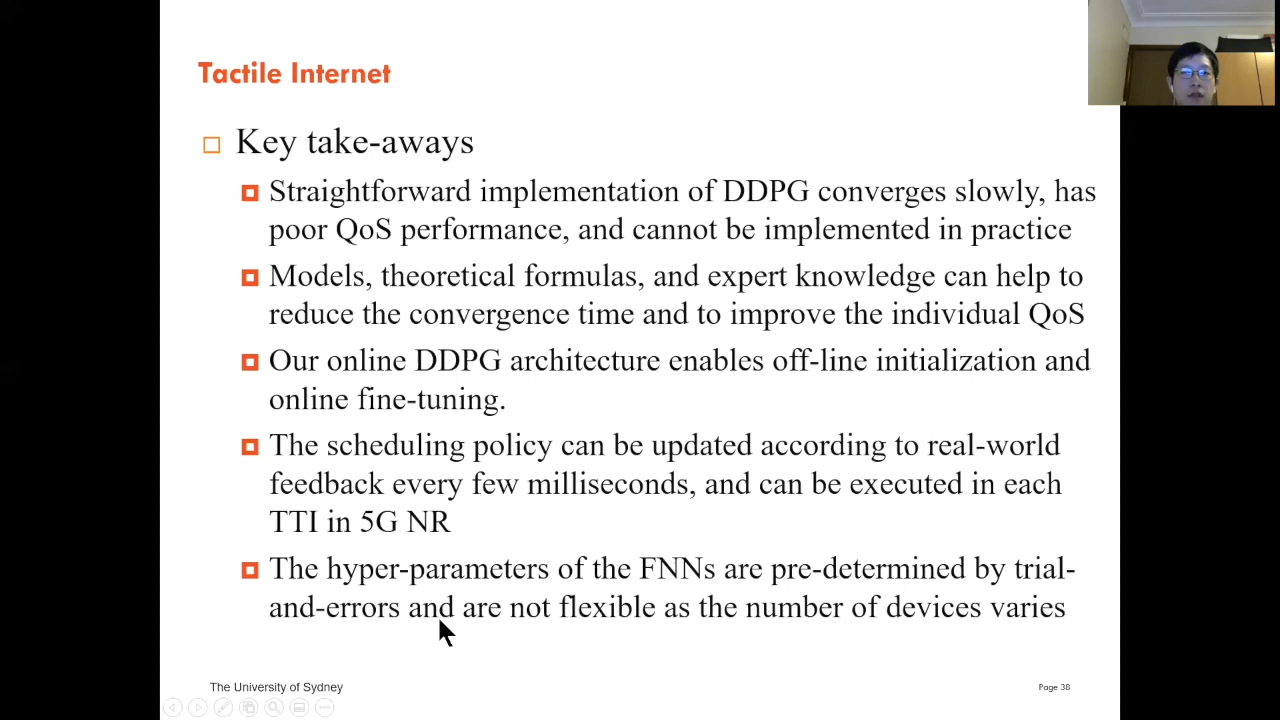 Tactile Internet
Key take-aways
Straightforward implementation of DDPG converges slowly, has
poor QoS performance, and cannot be implemented in practice
Models, theoretical formulas, and expert knowledge can help to
reduce the convergence time and to improve the individual QoS
Our online DDPG architecture enables off-line initialization and
online fine-tuning.
The scheduling policy can be updated according to real-world
feedback every few milliseconds, and can be executed in each
TTI in 5G NR
The hyper-parameters of the FNNs are pre-determined by trial-
and-errors and are not flexible as the number of devices varies
The University of Sydney
Page 38